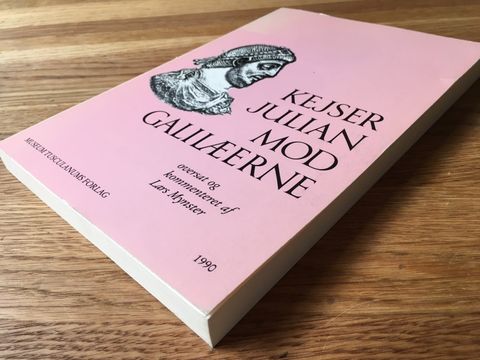 KEJSER
JULIAN
MOD
GALILÆERNE
oversat og
kommenteret af
Lars Mynster
MUSEUM TUSCULANUMS FORLAG
1990